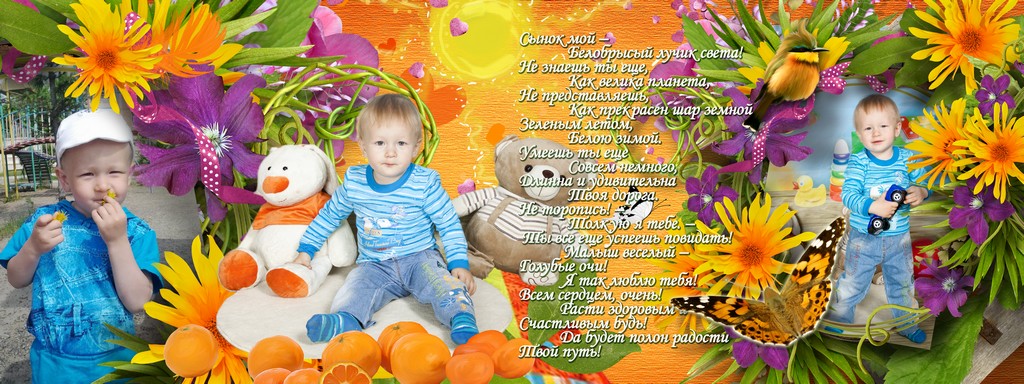 Сынок мой –
Белобрысый лучик света!
Не знаешь ты еще,
Как велика планета,
Не представляешь,
Как прекрасен шар земной
Зеленым летом,
Белою зимой.
Умеешь ты еще
Совсем немного,
Длинна и удивительна
Твоя дорога.
Не торопись!
– Толкую я тебе, –
Ты все еще успеешь повидать!
Малыш веселый –
Голубые очи!
Я так люблю тебя!
Всем сердцем, очень!
Расти здоровым –
Счастливым будь!
Да будет полон радости
Твой путь!